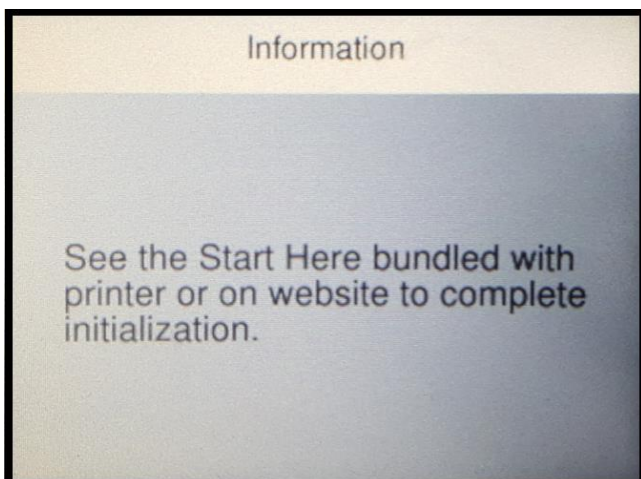 Information
See the Start Here bundled with
printer or on website to complete
initialization.